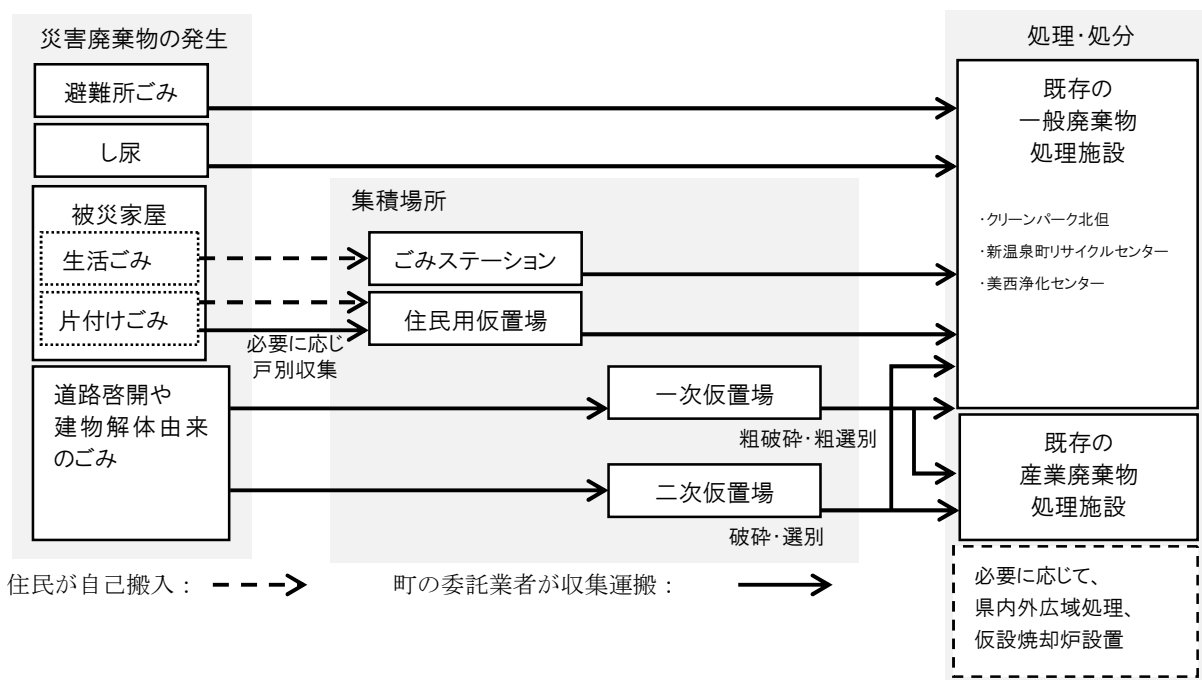 災害廃棄物の発生
避難所ごみ
し尿
被災家屋
生活ごみ
片付けごみ
必要に応じ
戸別収集
道路啓開や
建物解体由来
のごみ
集積場所
ごみステーション
住民用仮置場
一次仮置場
粗破砕・粗選別
二次仮置場
破砕・選別
処理・処分
既存の
一般廃棄物
処理施設
・クリーンパーク北但
・新温泉町リサイクルセンター
・美西浄化センター
既存の
産業廃棄物
処理施設
必要に応じて、
県内外広域処理、
仮設焼却炉設置
住民が自己搬入：
町の委託業者が収集運搬：